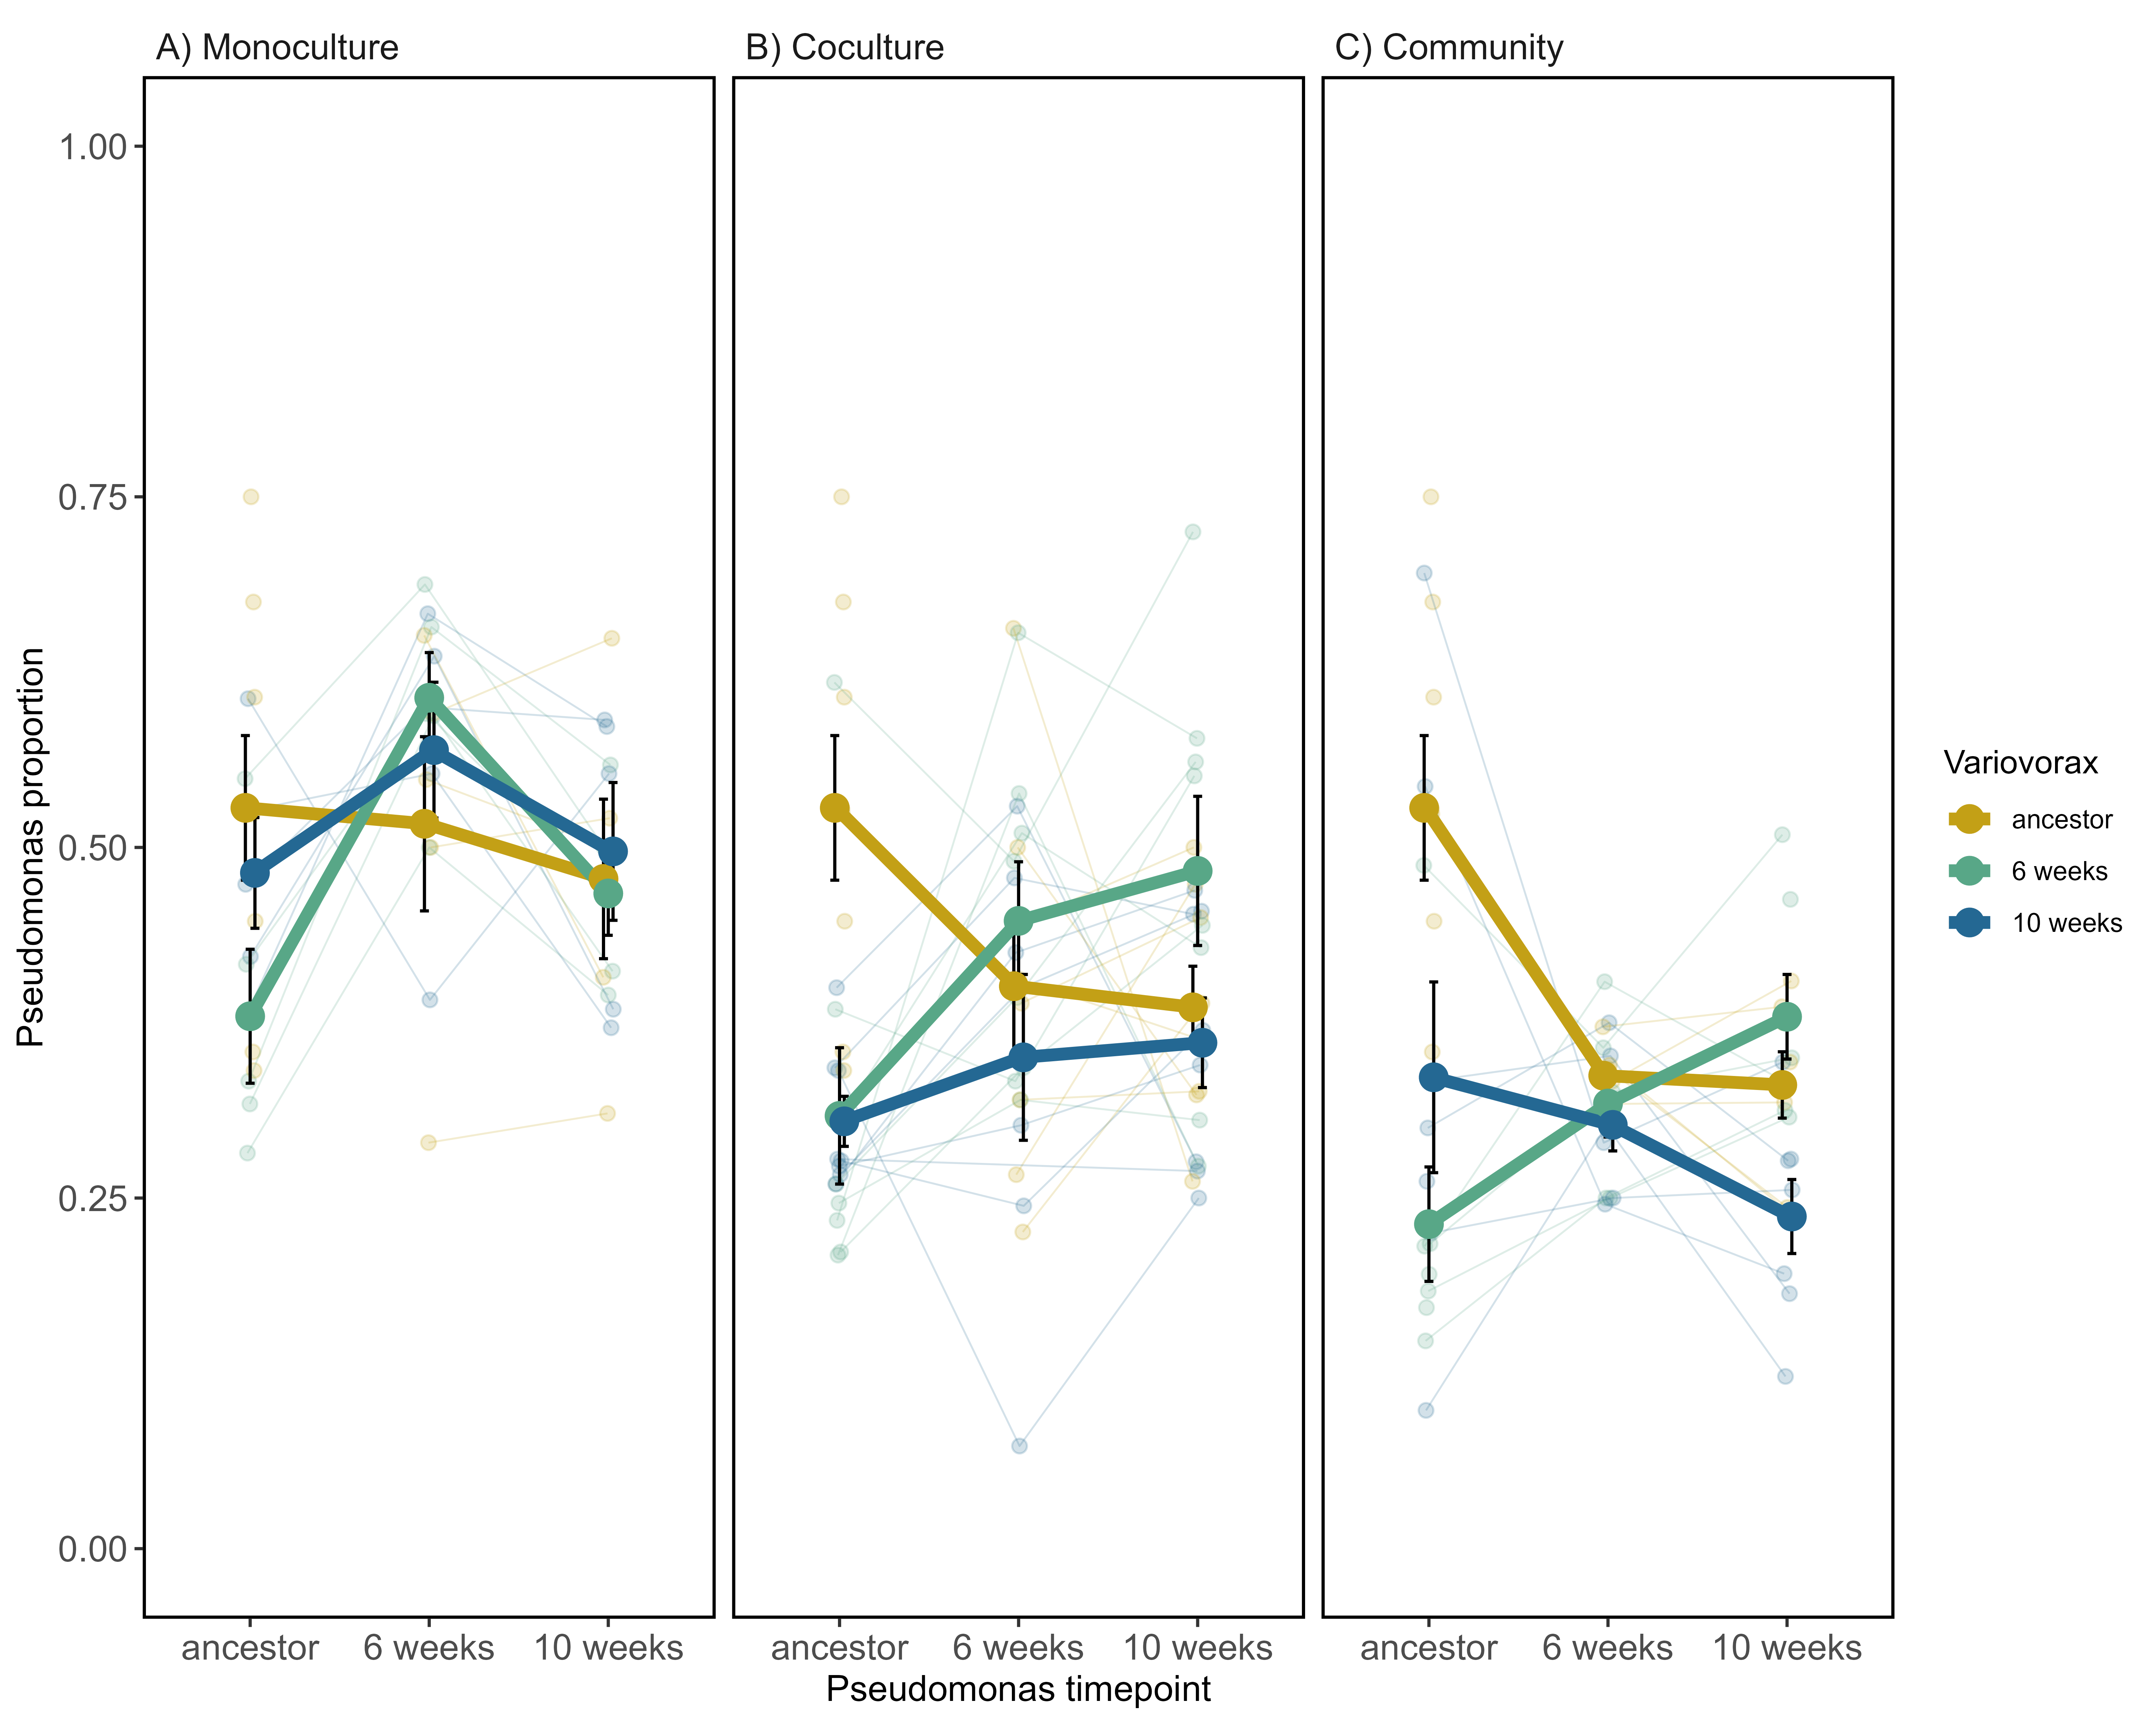 A) Monoculture
B) Coculture
C) Community
Pseudomonas proportion
1.00
0.75
0.50
0.25
0.00
ancestor 6 weeks 10 weeks
ancestor 6 weeks 10 weeks
ancestor 6 weeks 10 weeks
Pseudomonas timepoint
Variovorax
ancestor
6 weeks
10 weeks